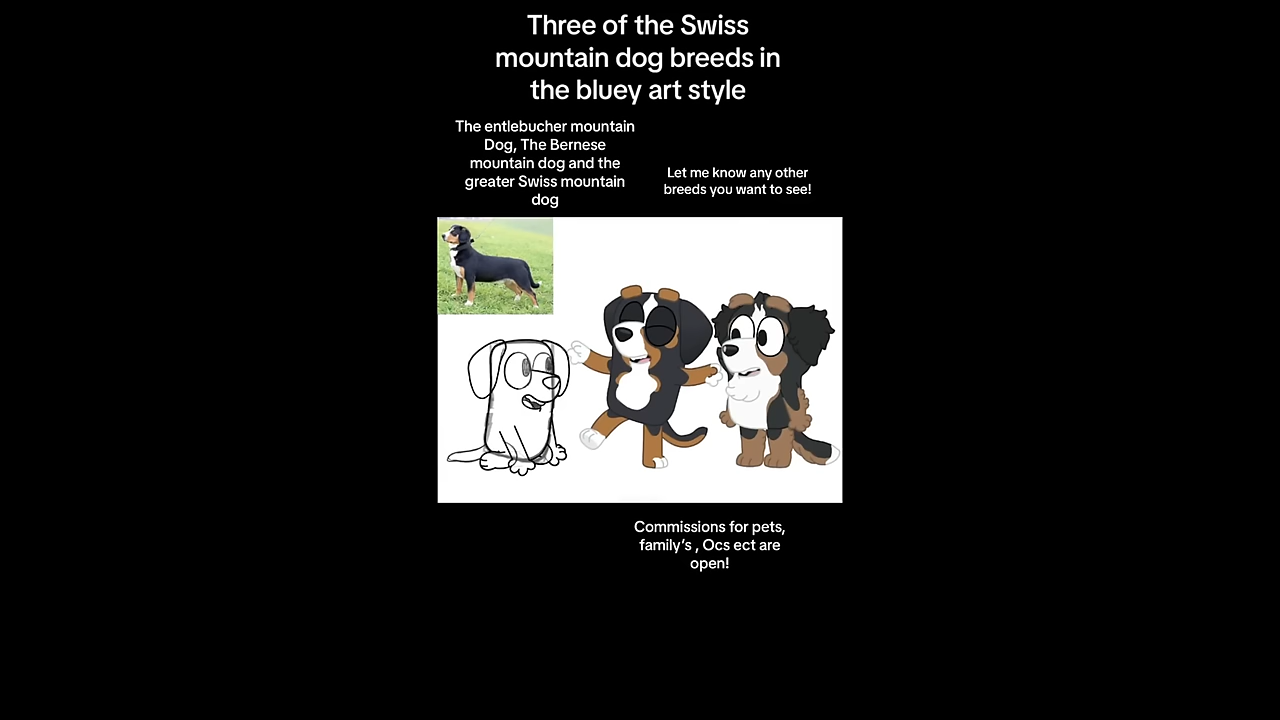 Three of the Swiss
mountain dog breeds in
the bluey art style
The entlebucher mountain
Dog, The Bernese
mountain dog and the
greater Swiss mountain
dog
Let me know any other
breeds you want to see!
Commissions for pets,
family’s , Ocs ect are
open!